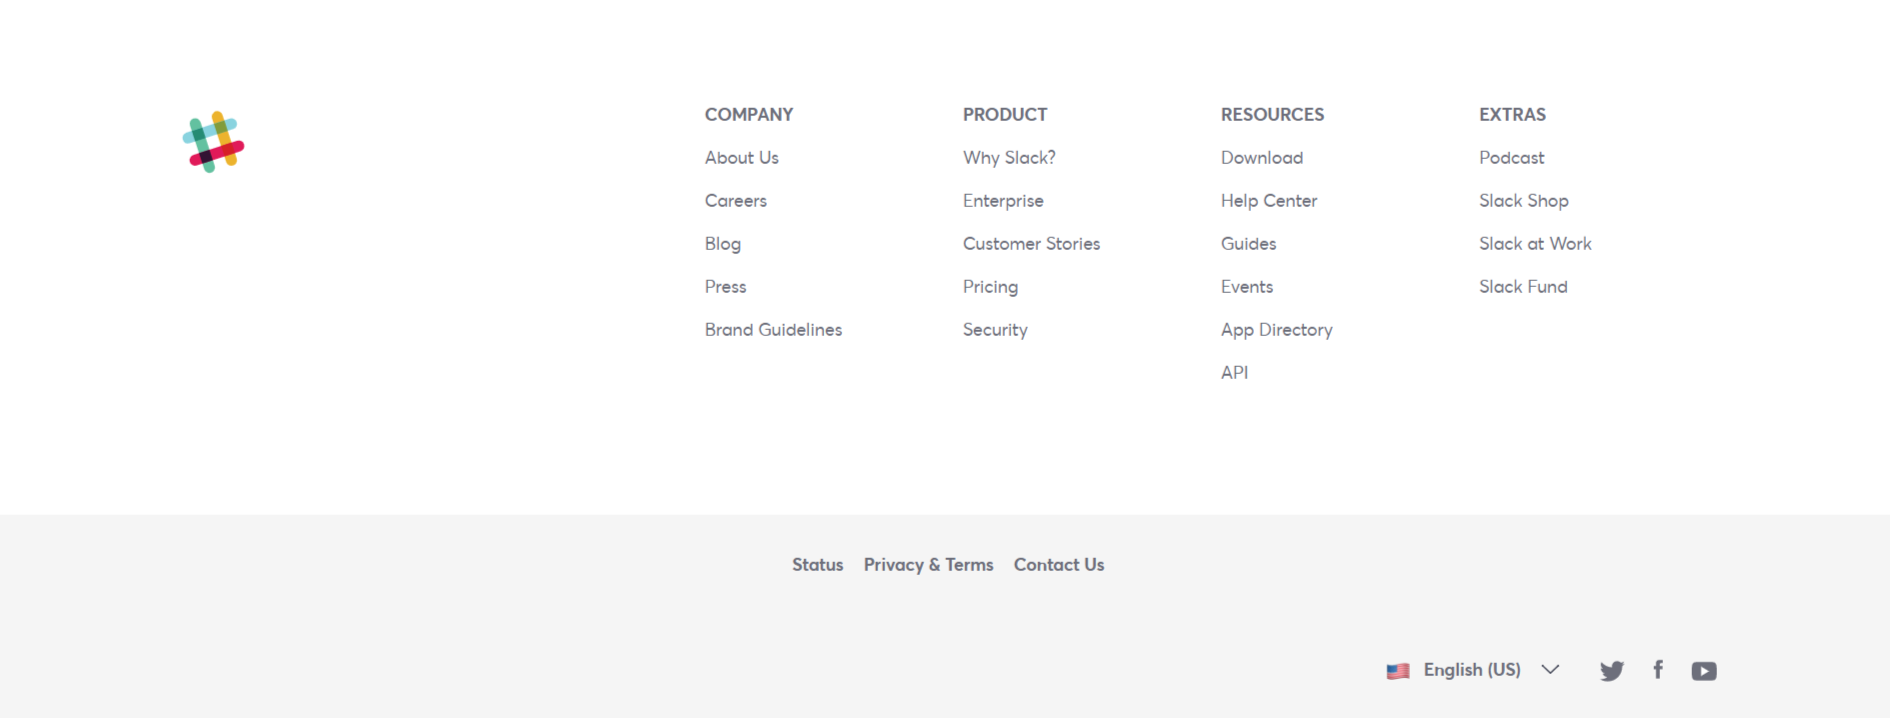 COMPANY
About Us
Careers
Blog
Press
Brand Guidelines
PRODUCT
Why Slack?
Enterprise
Customer Stories
Pricing
Security
RESOURCES
Download
Help Center
Guides
Events
App Directory
API
EXTRAS
Podcast
Slack Shop
Slack at Work
Slack Fund
Status Privacy & Terms Contact Us
English (US)